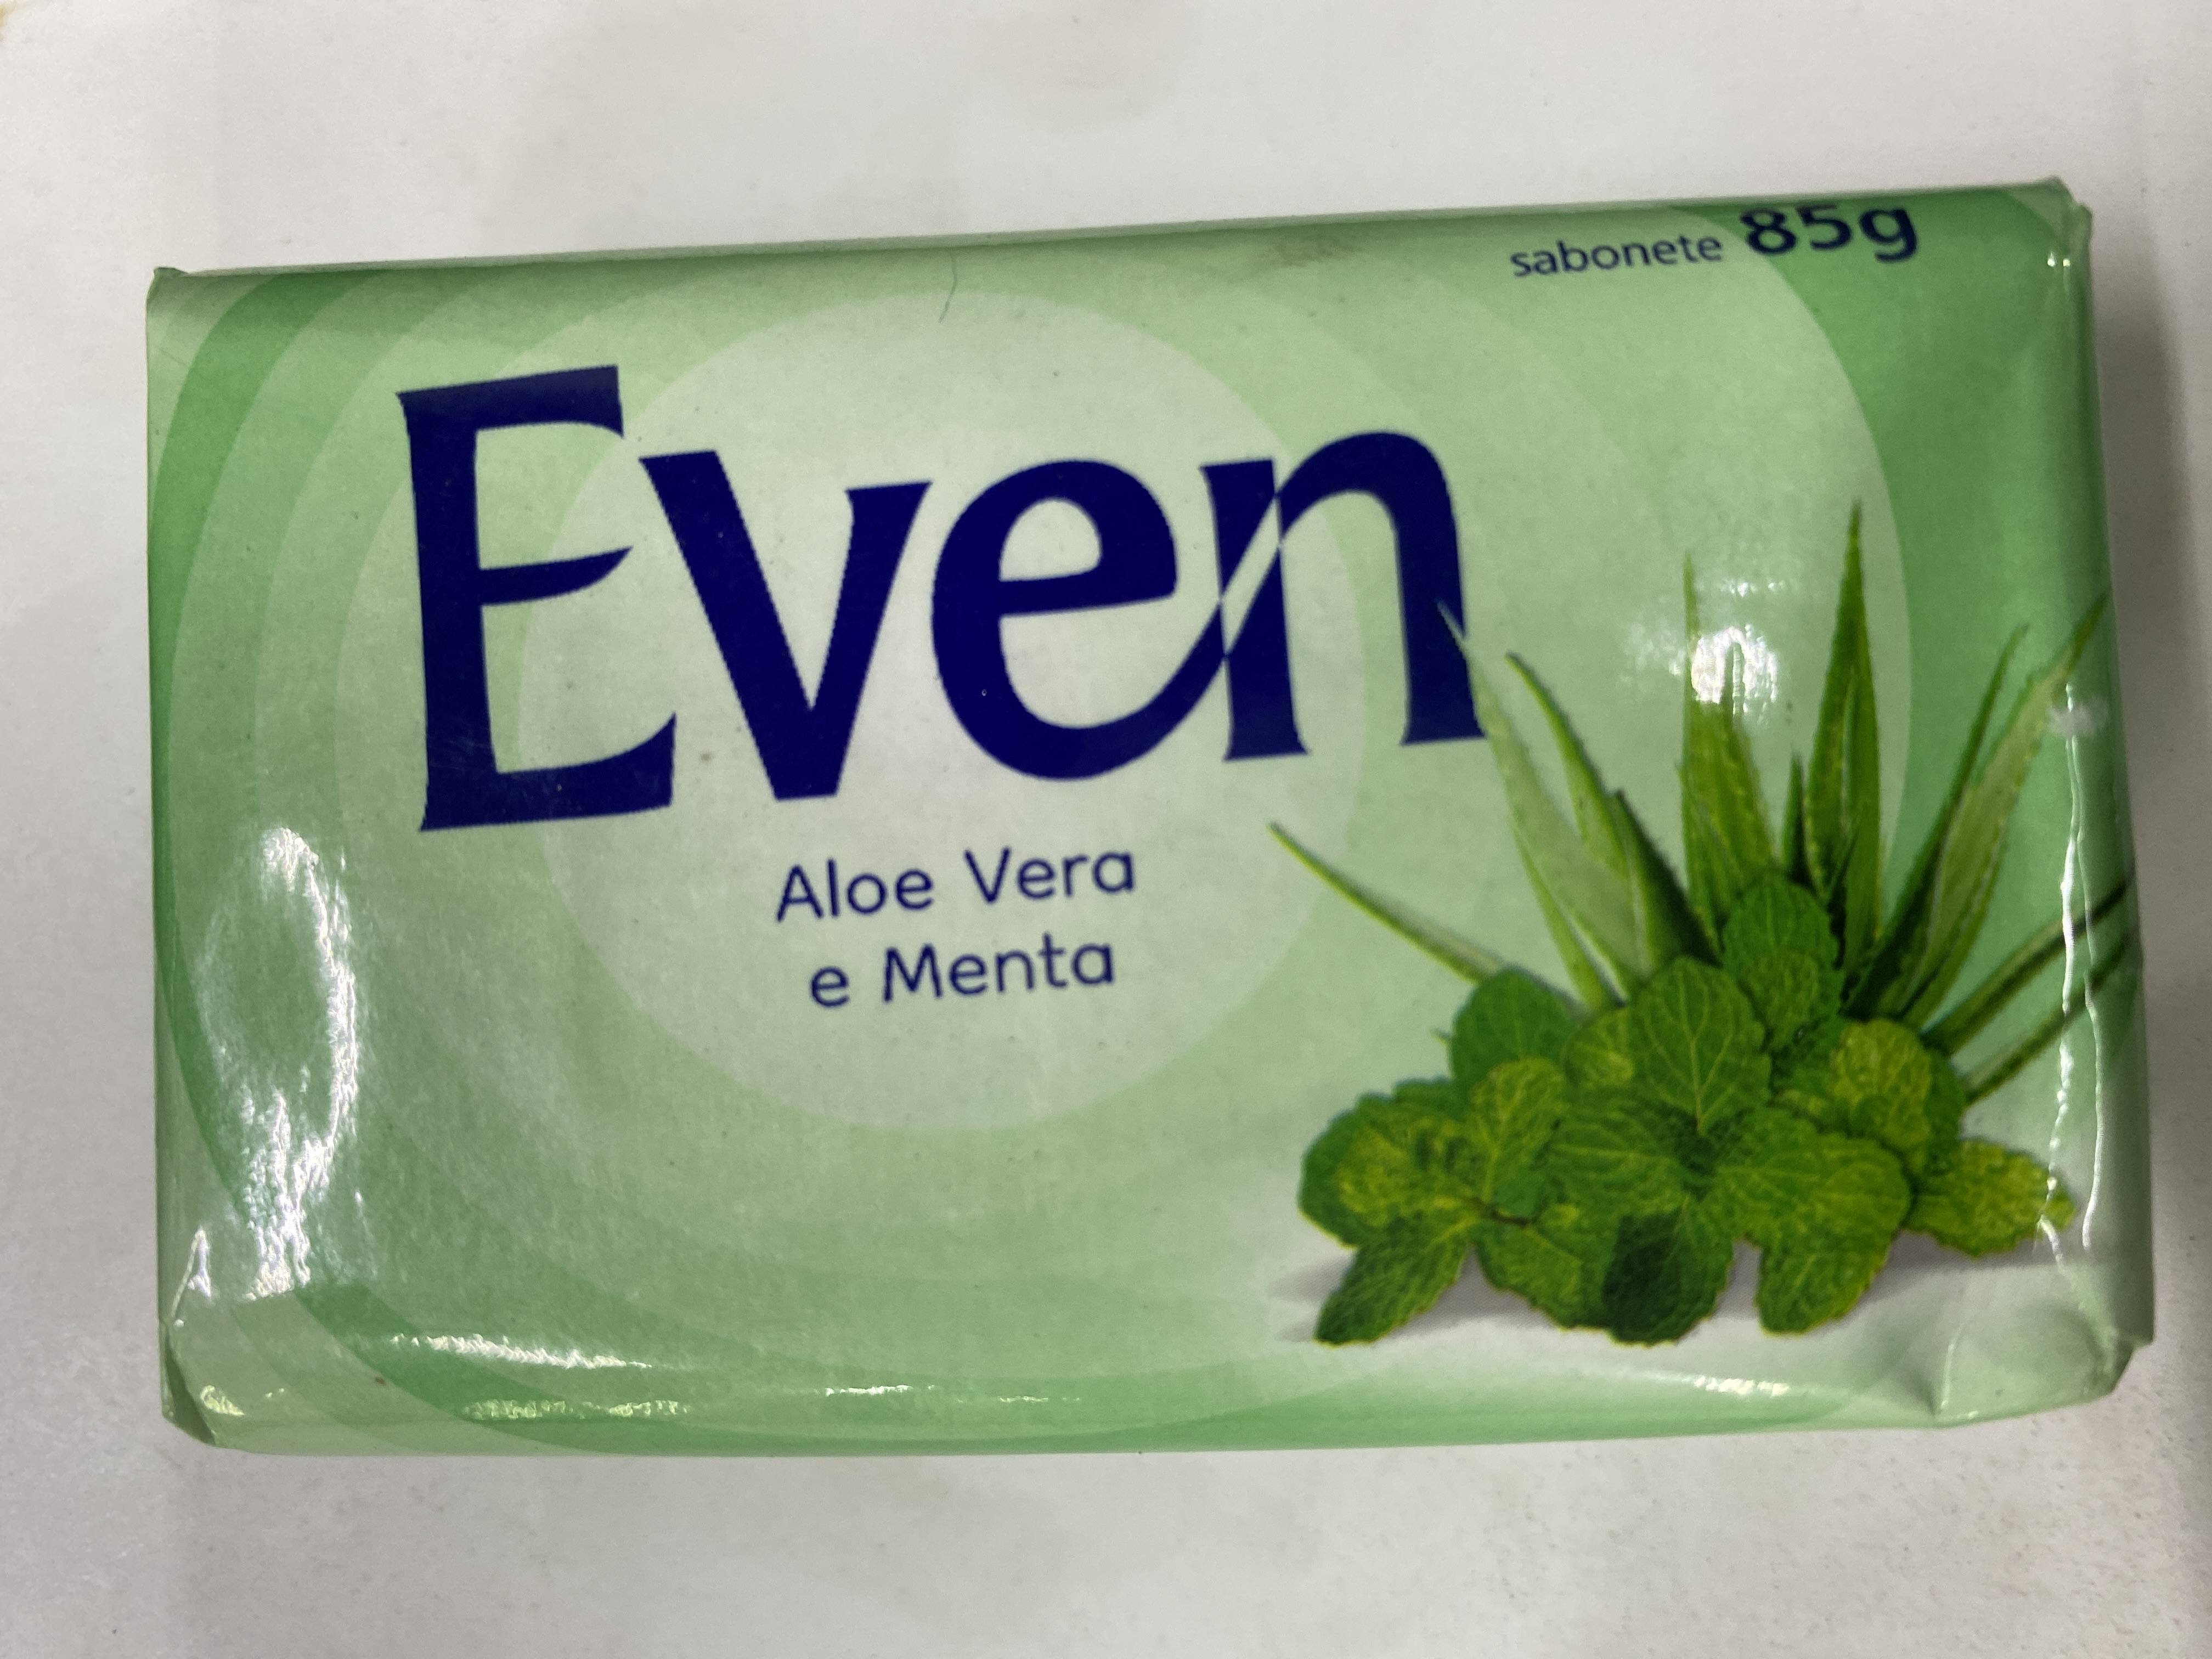 sabonete 85g
Even
Aloe Vera
e Menta